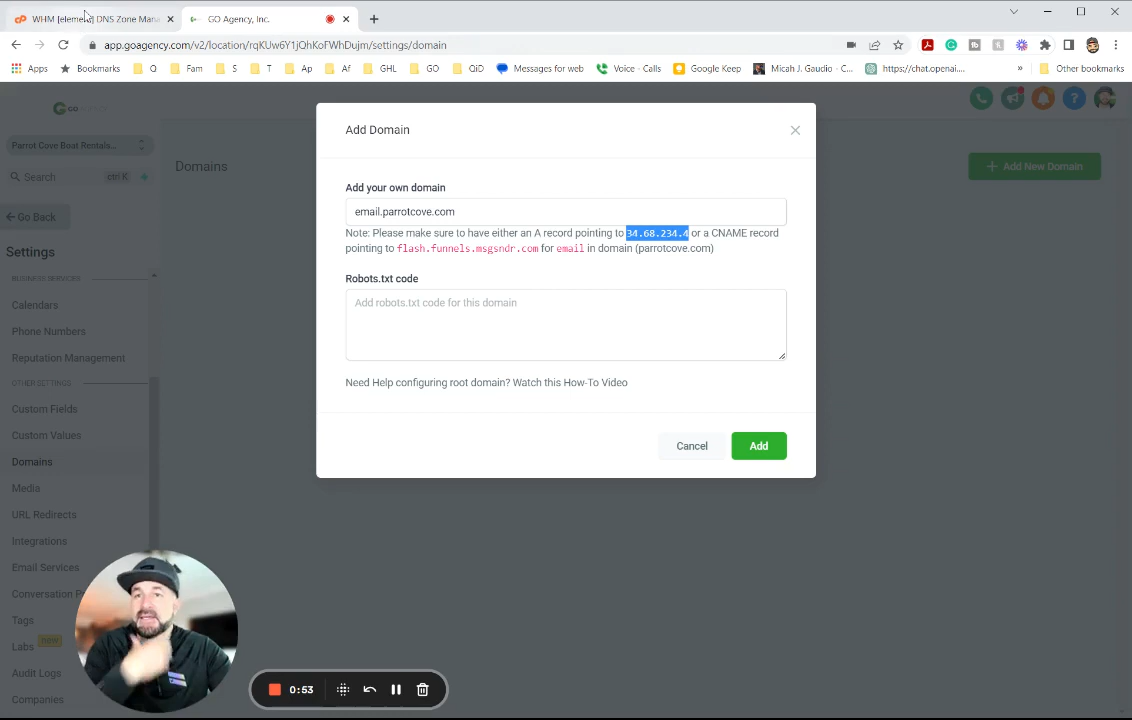 WHM [element] DNS Zone Mana
GO Agency, Inc.
app.goagency.com/v2/location/rqKUw6Y1jQhKoFWhDujm/settings/domain
Apps
Bookmarks
Q
Fam
S
T
Ap
Af
GHL
GO
QiD
Messages for web
Voice - Calls
Google Keep
Micah J. Gaudio - C...
https://chat.openai....
»
Other bookmarks
GO
Parrot Cove Boat Rentals..
Search
ctrl K
Go Back
Settings
BUSINESS SERVICES
Calendars
Phone Numbers
Reputation Management
OTHER SETTINGS
Custom Fields
Custom Values
Domains
Media
URL Redirects
Integrations
Email Services
Conversation P
Tags
Labs new
Audit Logs
Companies
Domains
+ Add New Domain
Add Domain
Add your own domain
email.parrotcove.com
Note: Please make sure to have either an A record pointing to 34.68.234.4 or a CNAME record
pointing to flash.funnels.msgsndr.com for email in domain (parrotcove.com)
Robots.txt code
Add robots.txt code for this domain
Need Help configuring root domain? Watch this How-To Video
Cancel
Add
0:53